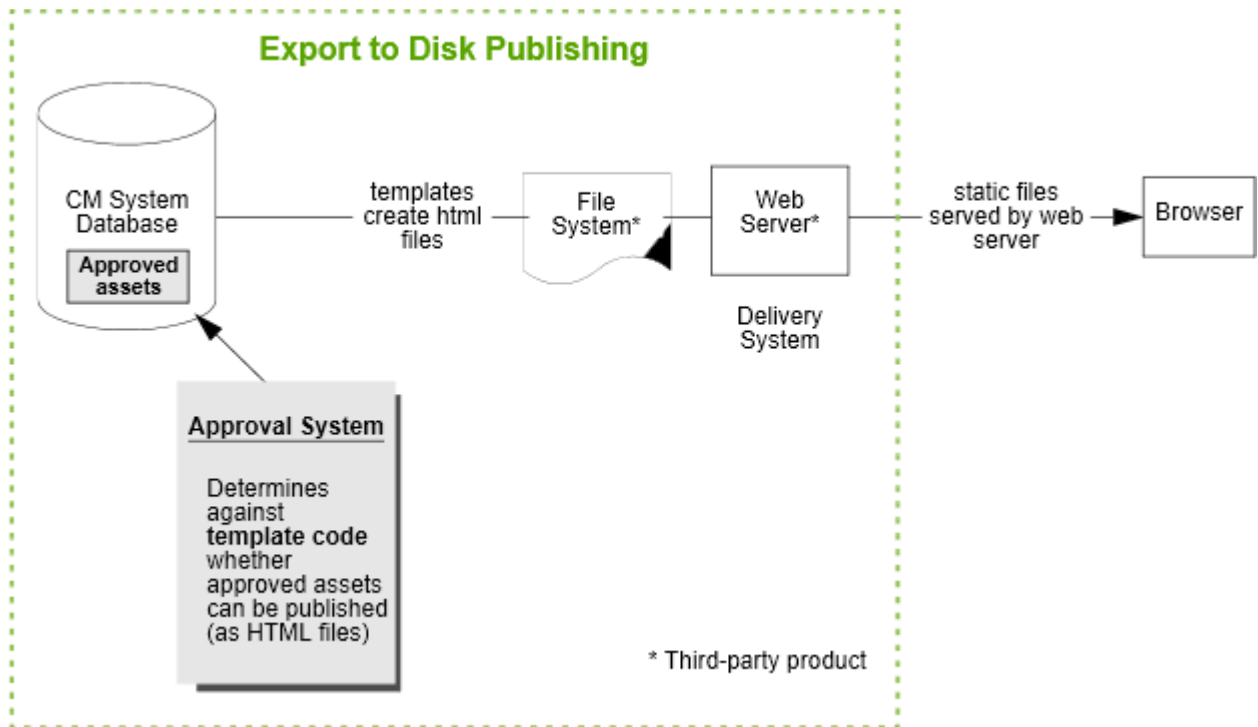 Export to Disk Publishing
CM System
Database
Approved
assets
templates
create html
files
File
System*
Web
Server*
Delivery
System
static files
served by web
server
Browser
Approval System
Determines
against
template code
whether
approved assets
can be published
(as HTML files)
* Third-party product